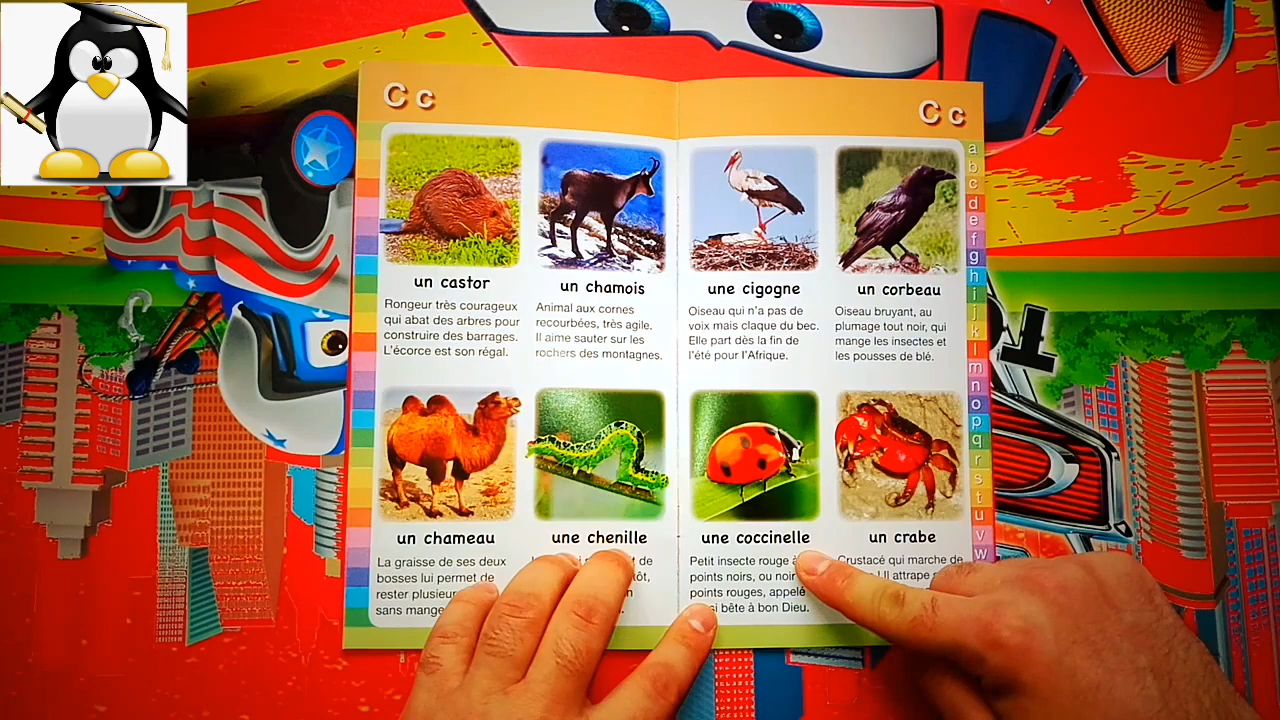 C c
C c
un castor
Rongeur très courageux
qui abat des arbres pour
construire des barrages.
L'écorce est son régal.
un chamois
Animal aux cornes
recourbées, très agile.
Il aime sauter sur les
rochers des montagnes.
une cigogne
Oiseau qui n'a pas de
voix mais claque du bec.
Elle part dès la fin de
l'été pour l'Afrique.
un corbeau
Oiseau bruyant, au
plumage tout noir, qui
mange les insectes et
les pousses de blé.
un chameau
La graisse de ses deux
bosses lui permet de
rester
sans
une chenille
de
une coccinelle
Petit insecte rouge à
points noirs, ou noir
points rouges, appelé
bête à bon Dieu.
un crabe
Crustacé qui marche de
! Il attrape
a
b
c
d
e
f
g
h
i
j
k
l
m
n
o
p
q
r
s
t
u
v
w